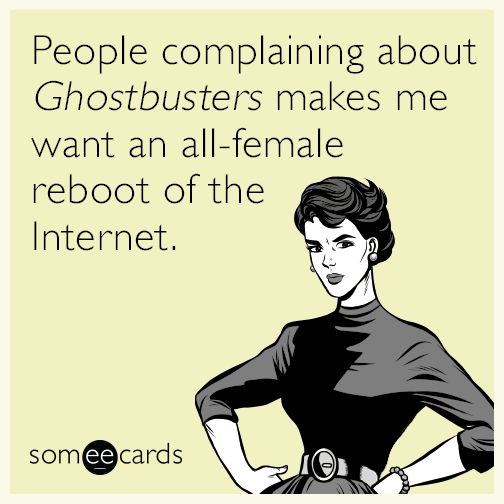 People complaining about
Ghostbusters makes me
want an all-female
reboot of the
Internet.
someecards